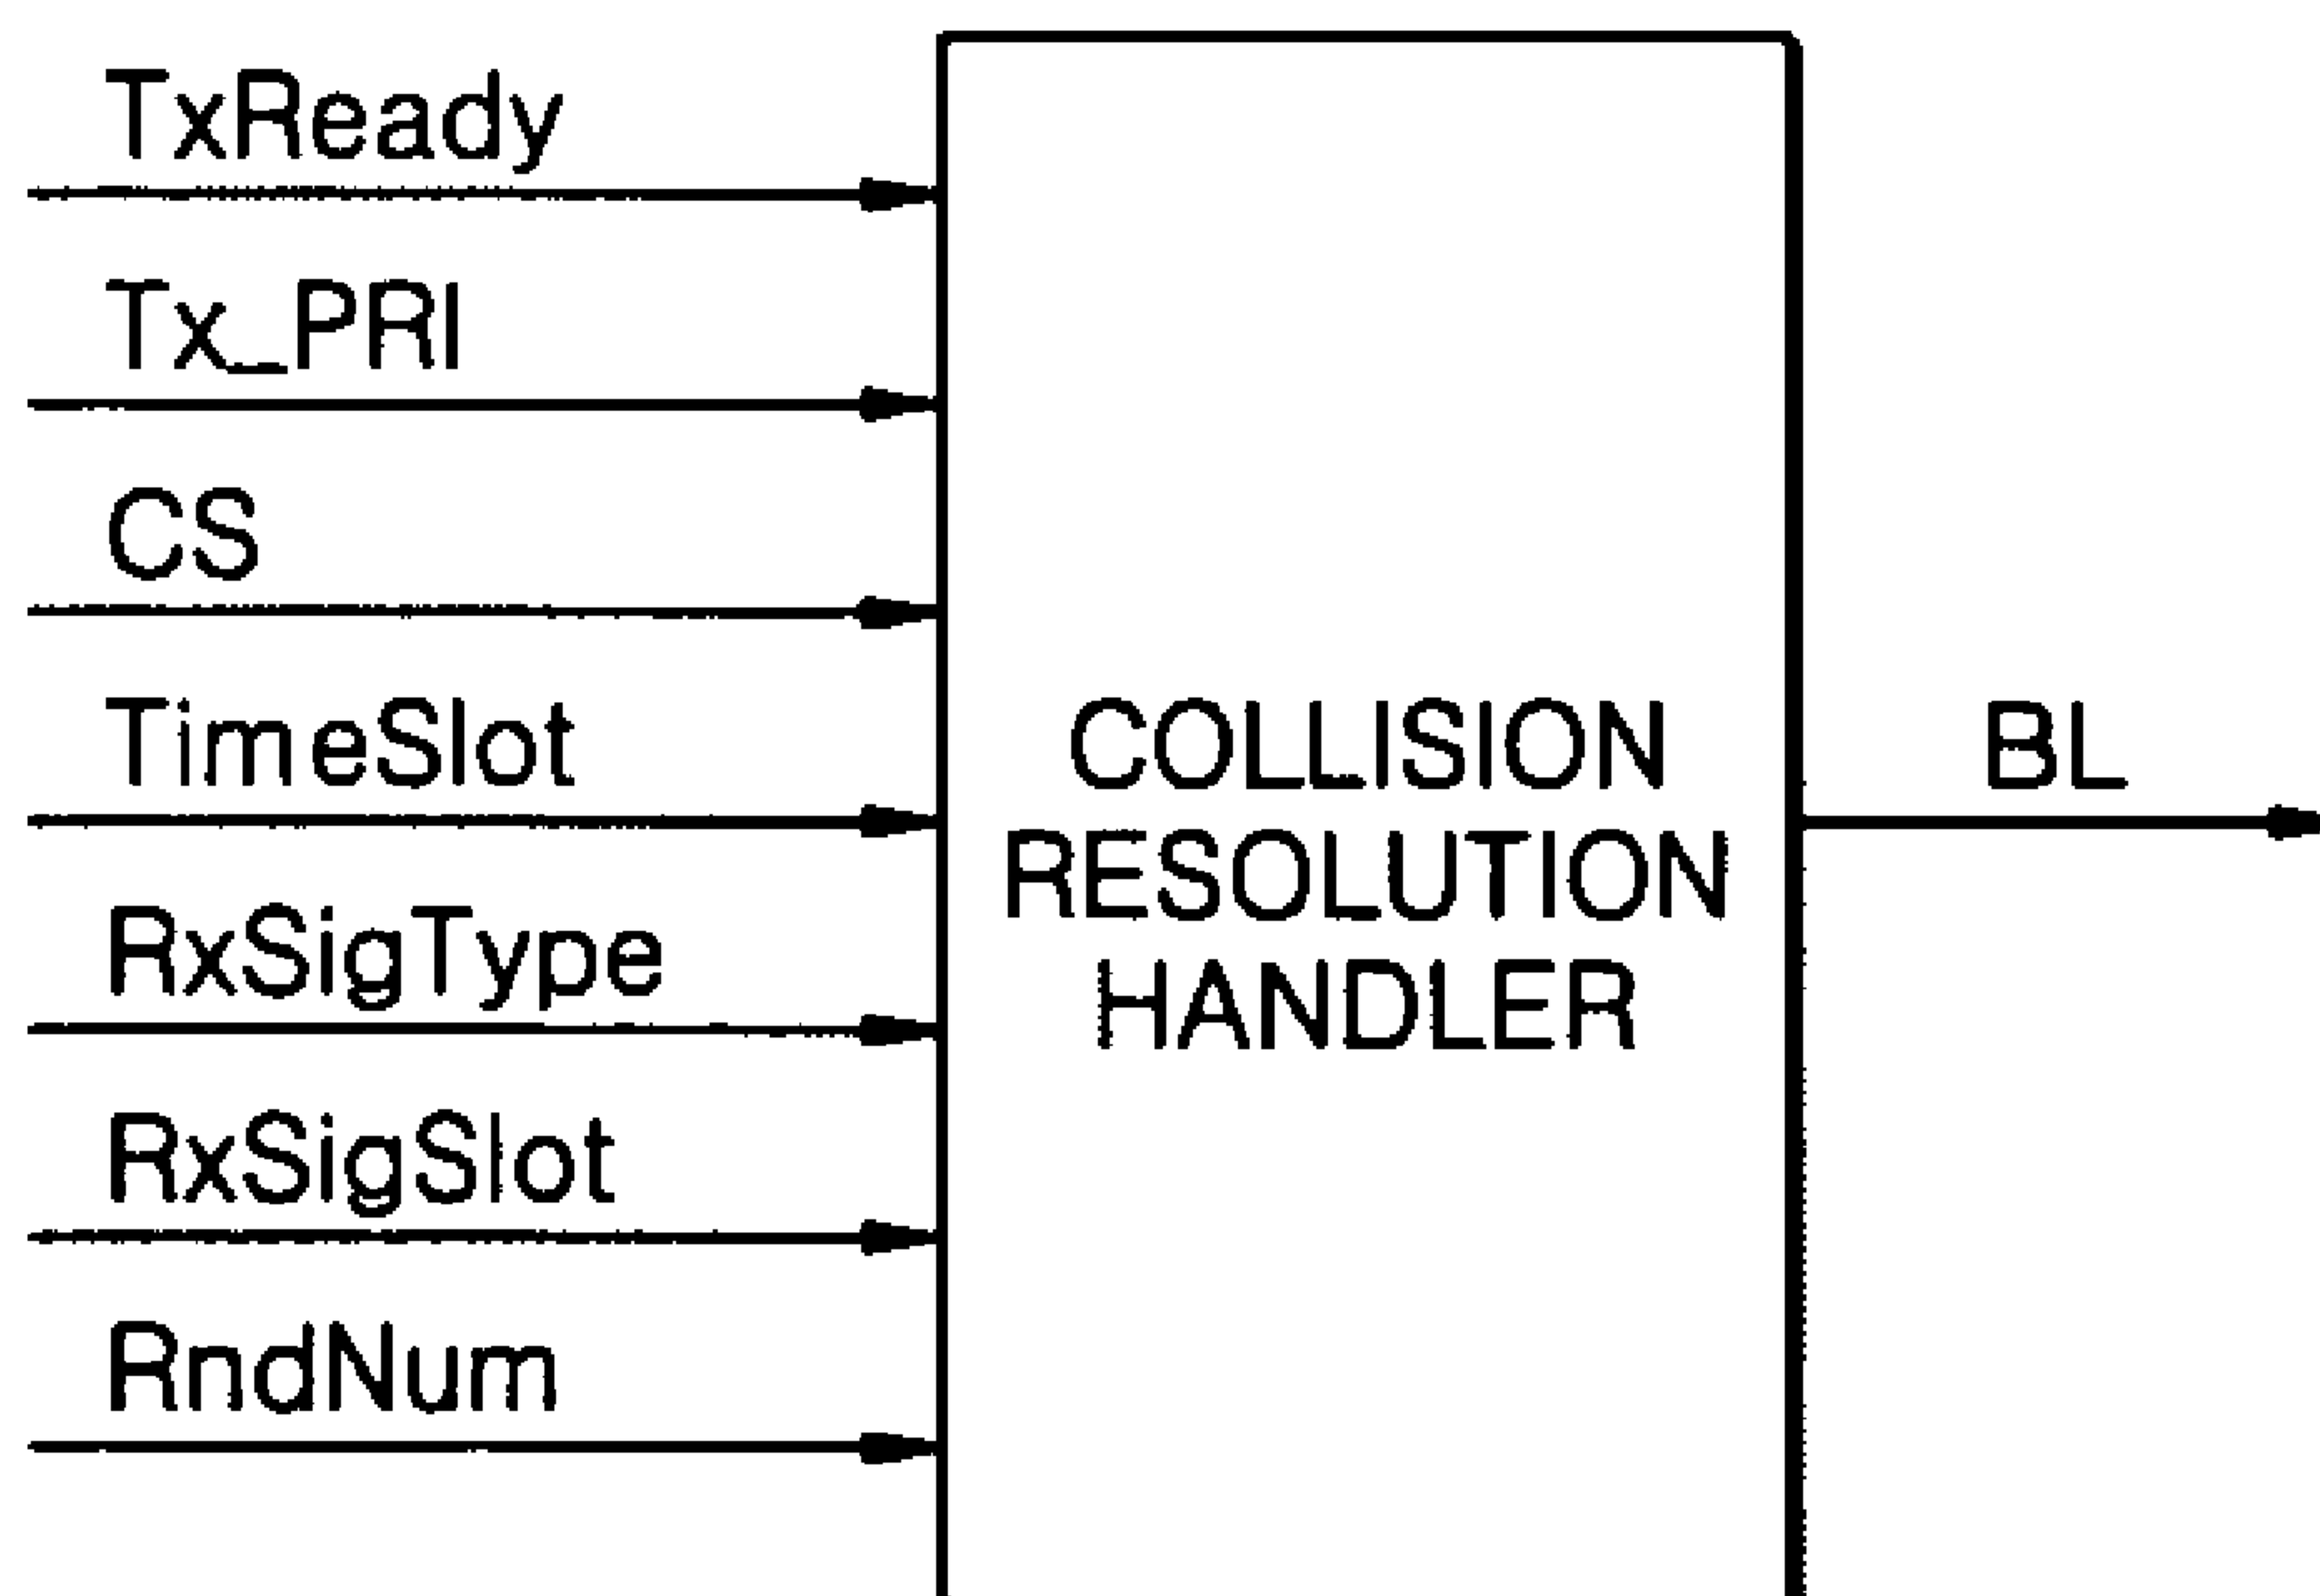 TxReady
Tx_PRI
CS
TimeSlot
RxSigType
RxSigSlot
RndNum
COLLISION
RESOLUTION
HANDLER
BL